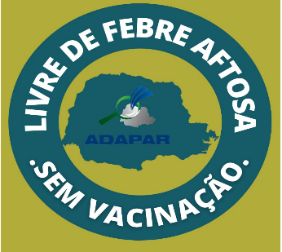 LIVRE DE FEBRE AFTOSA
ADAPAR
.SEM VACINAÇÃO.